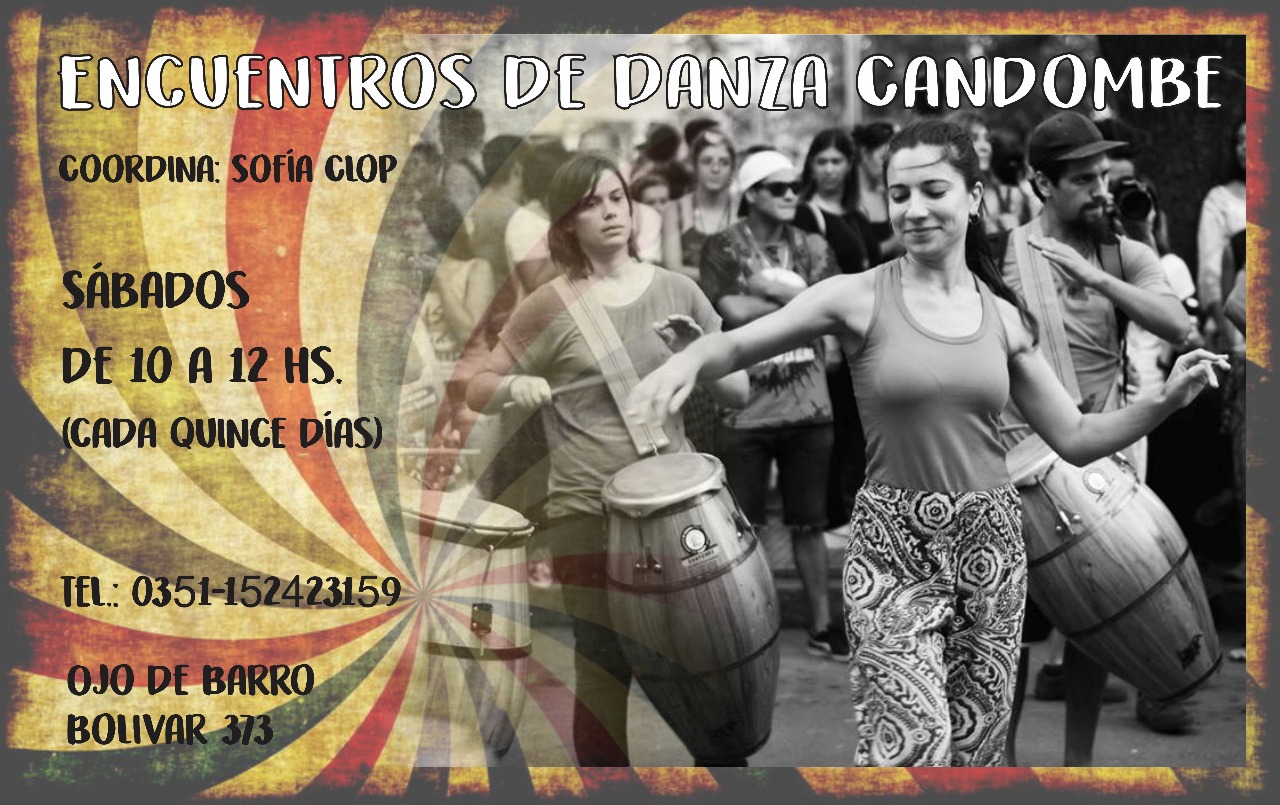 ENCUENTROS DE DANZA CANDOMBE
COORDINA: SOFÍA CLOP
SÁBADOS
DE 10 A 12 HS.
(CADA QUINCE DÍAS)
TEL.: 0351-152423159
OJO DE BARRO
BOLIVAR 373